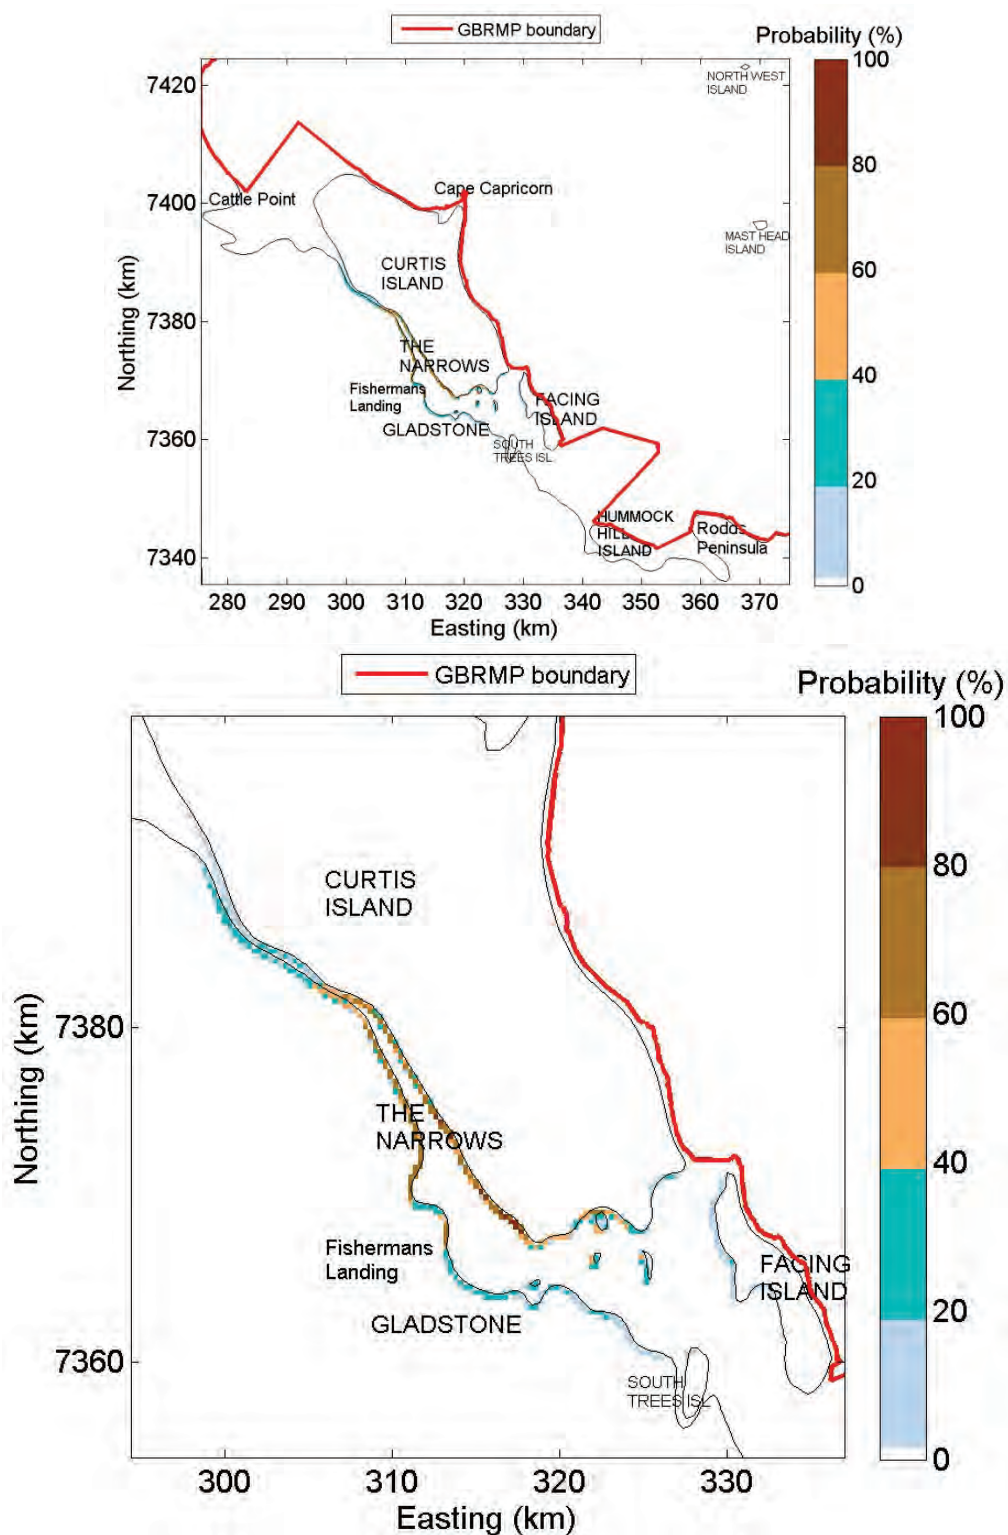 GBRMP boundary
Probability (%)
NORTH WEST
ISLAND
MAST HEAD
ISLAND
Cattle Point
Cape Capricorn
CURTIS
ISLAND
THE
NARROWS
Fishermans
Landing
FACING
ISLAND
GLADSTONE
SOUTH
TREES ISL
HUMMOCK
HILL
ISLAND
Rodds
Peninsula
7420
7400
7380
7360
7340
Northing (km)
280 290 300 310 320 330 340 350 360 370
Easting (km)
100
80
60
40
20
0
GBRMP boundary
Probability (%)
CURTIS
ISLAND
THE
NARROWS
Fishermans
Landing
FACING
ISLAND
GLADSTONE
SOUTH
TREES ISL
7380
7360
Northing (km)
300 310 320 330
Easting (km)
100
80
60
40
20
0